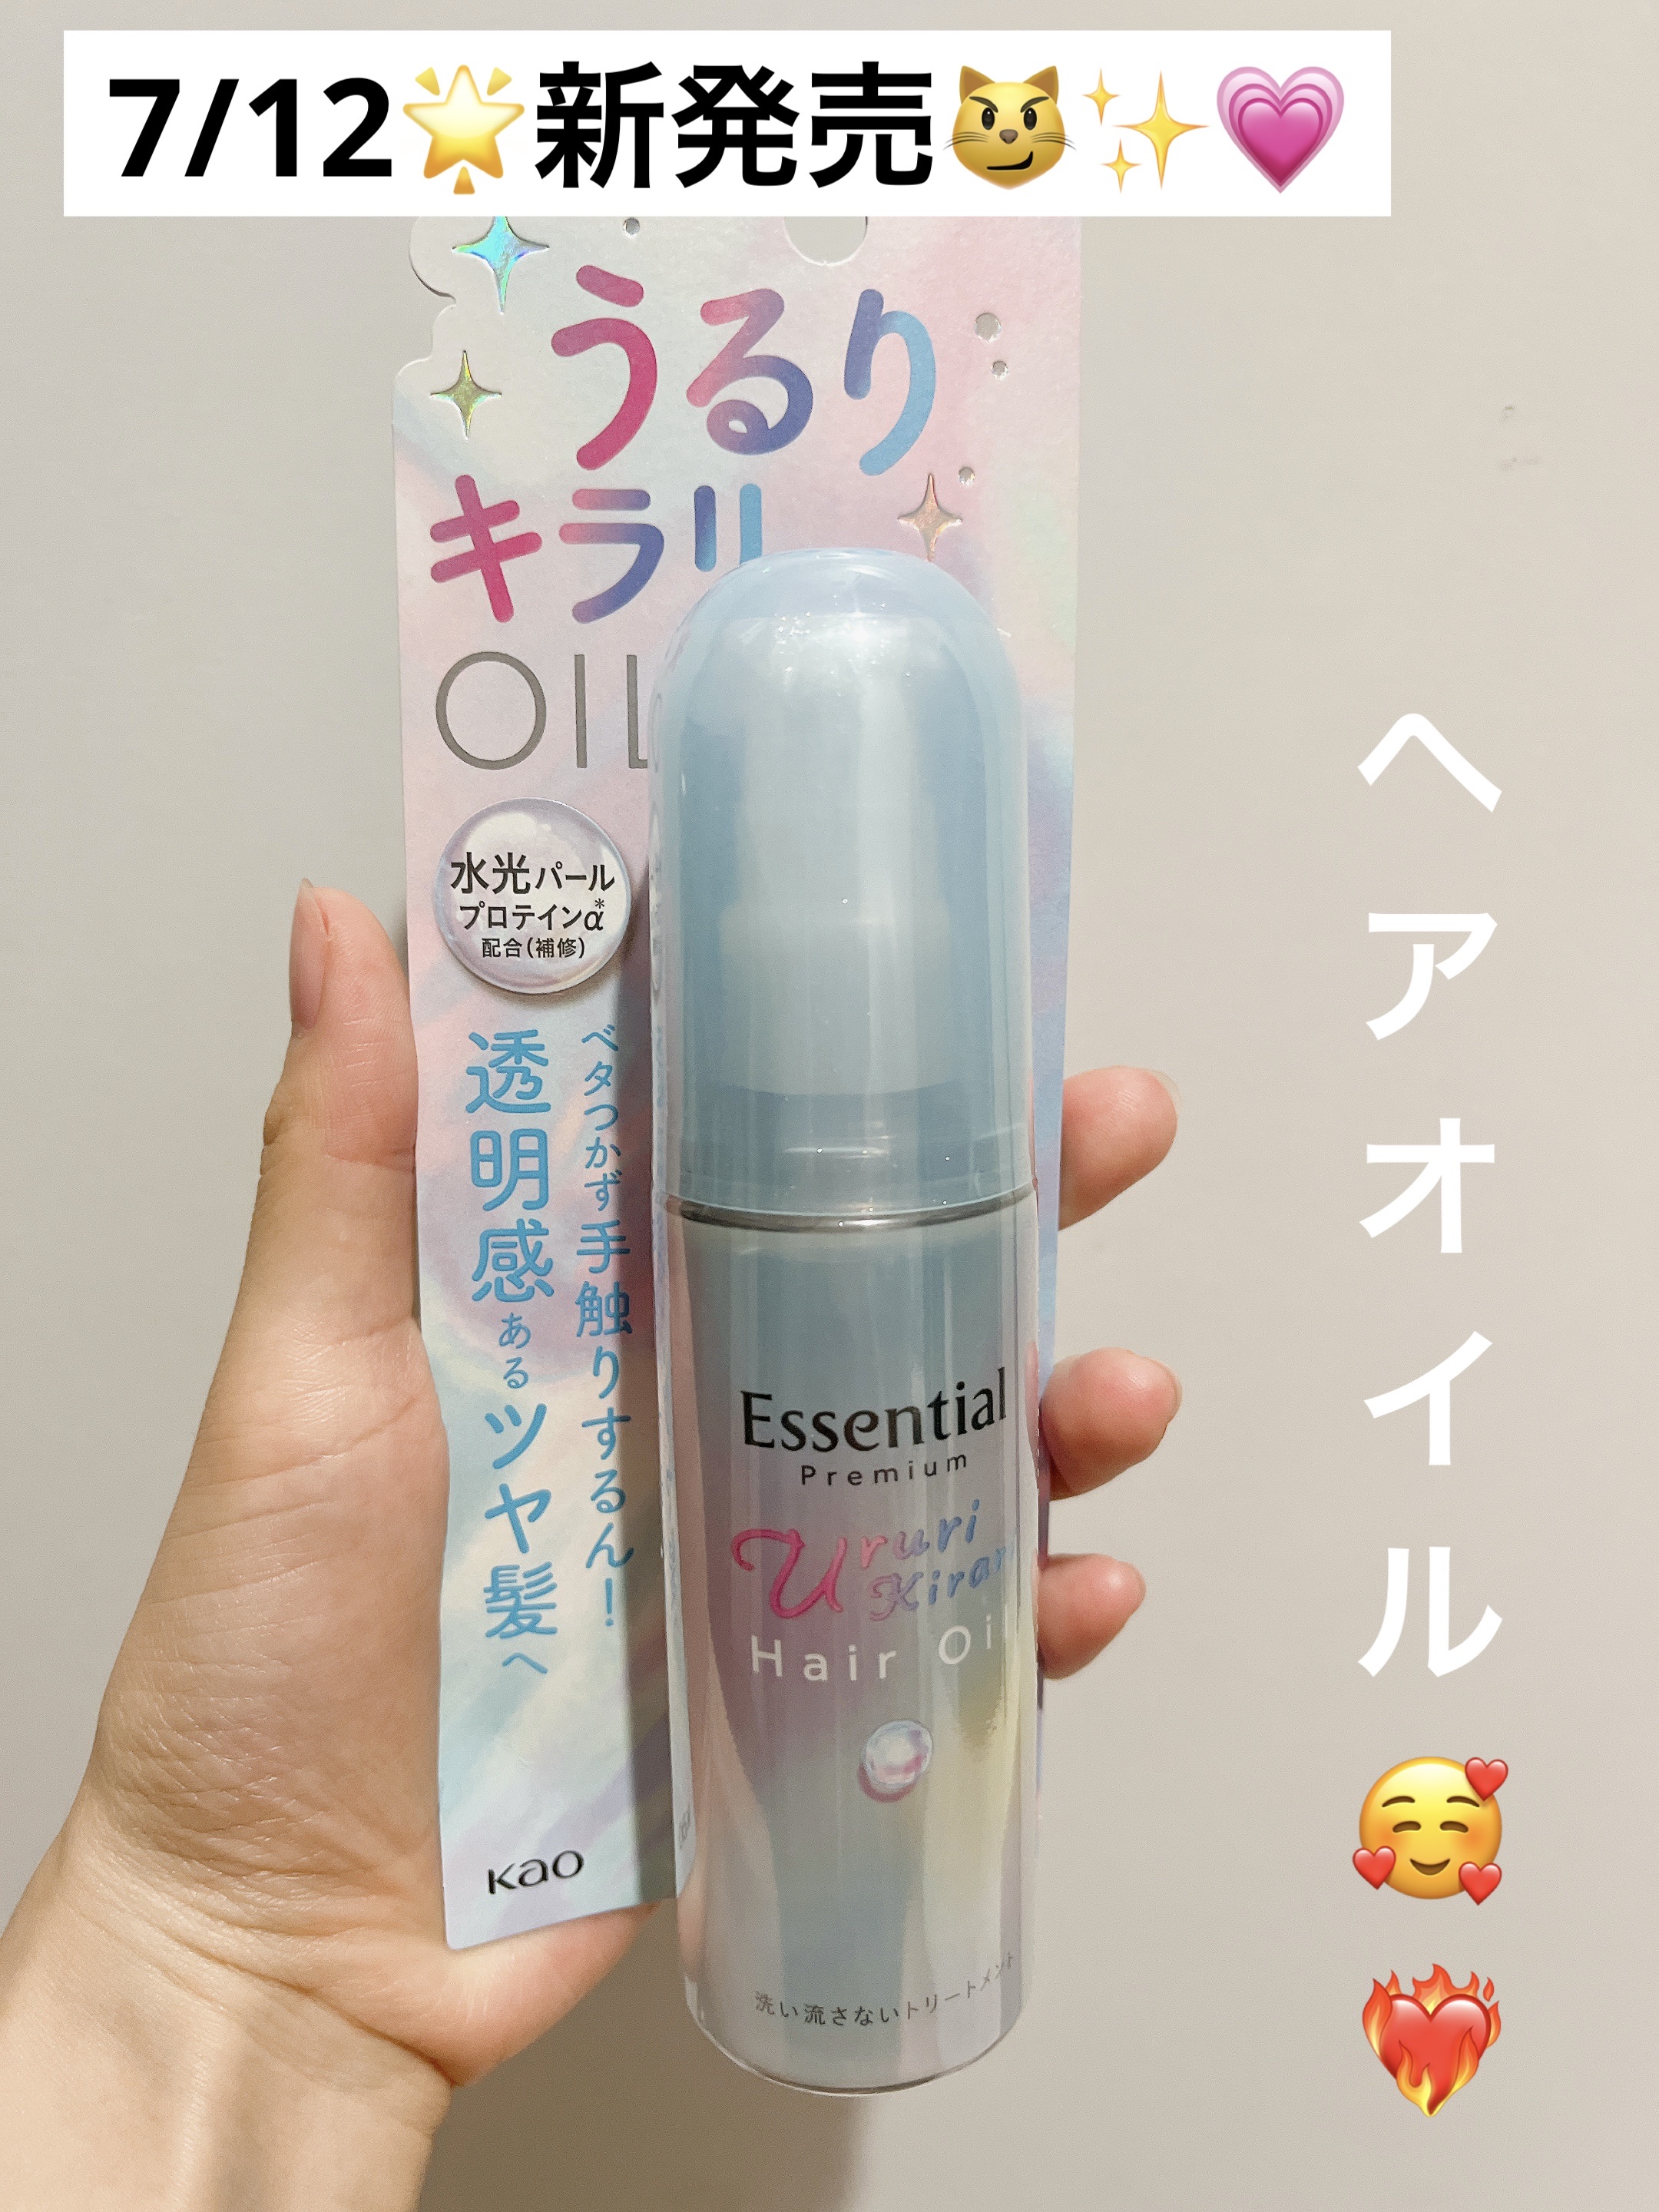 7/12🌟新発売😼✨💗
うるり
キラリ
OIL
水光パール
プロテインα*
配合(補修)
ベタつかず手触りするるん!
透明感あるツヤ髪へ
kao
Essential
Premium
Ururi
Kirari
Hair Oi
洗い流さないトリートメント
ヘアオイル🥰❤️‍🔥